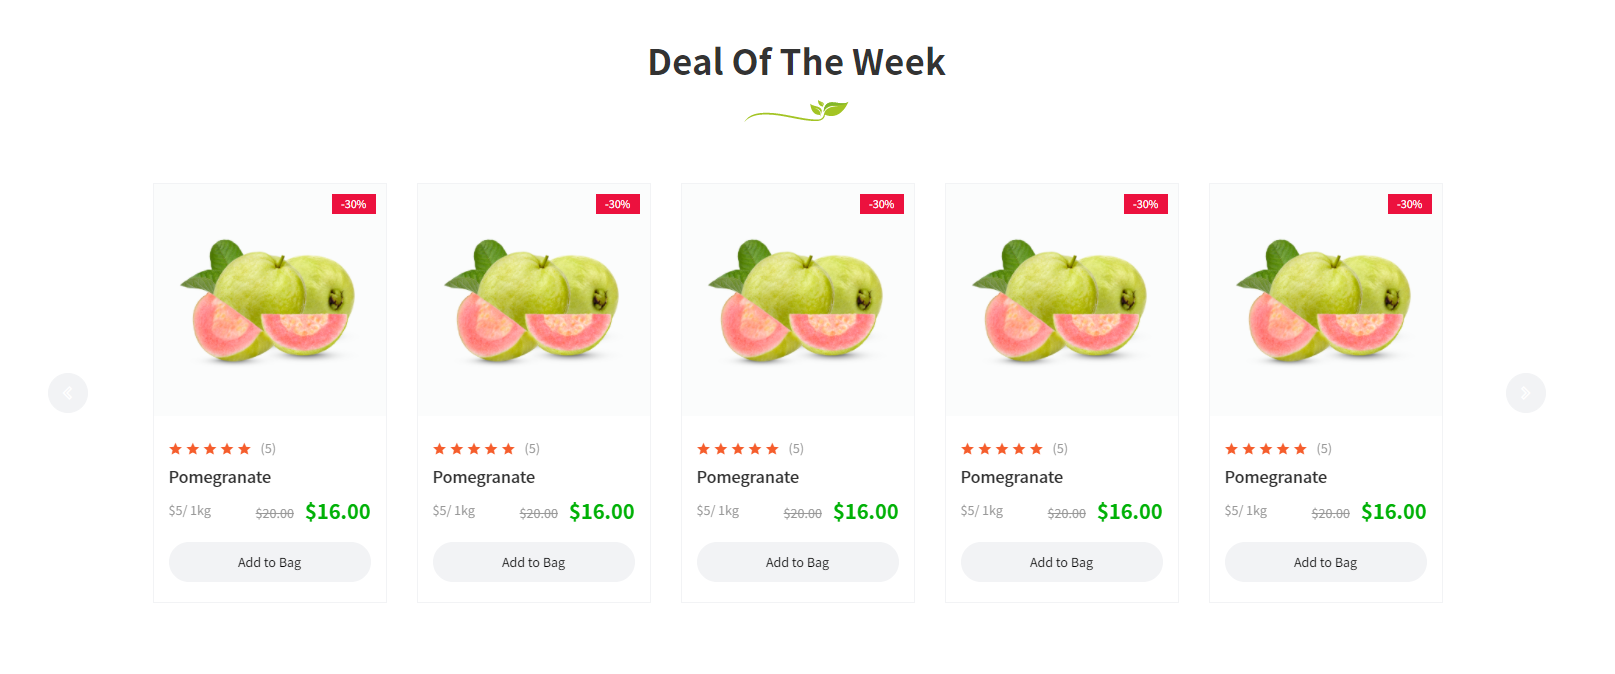 Deal Of The Week
-30%
-30%
-30%
-30%
-30%
(5)
(5)
(5)
(5)
(5)
Pomegranate
Pomegranate
Pomegranate
Pomegranate
Pomegranate
$5/ 1kg $20.00 $16.00
$5/ 1kg $20.00 $16.00
$5/ 1kg $20.00 $16.00
$5/ 1kg $20.00 $16.00
$5/ 1kg $20.00 $16.00
Add to Bag
Add to Bag
Add to Bag
Add to Bag
Add to Bag